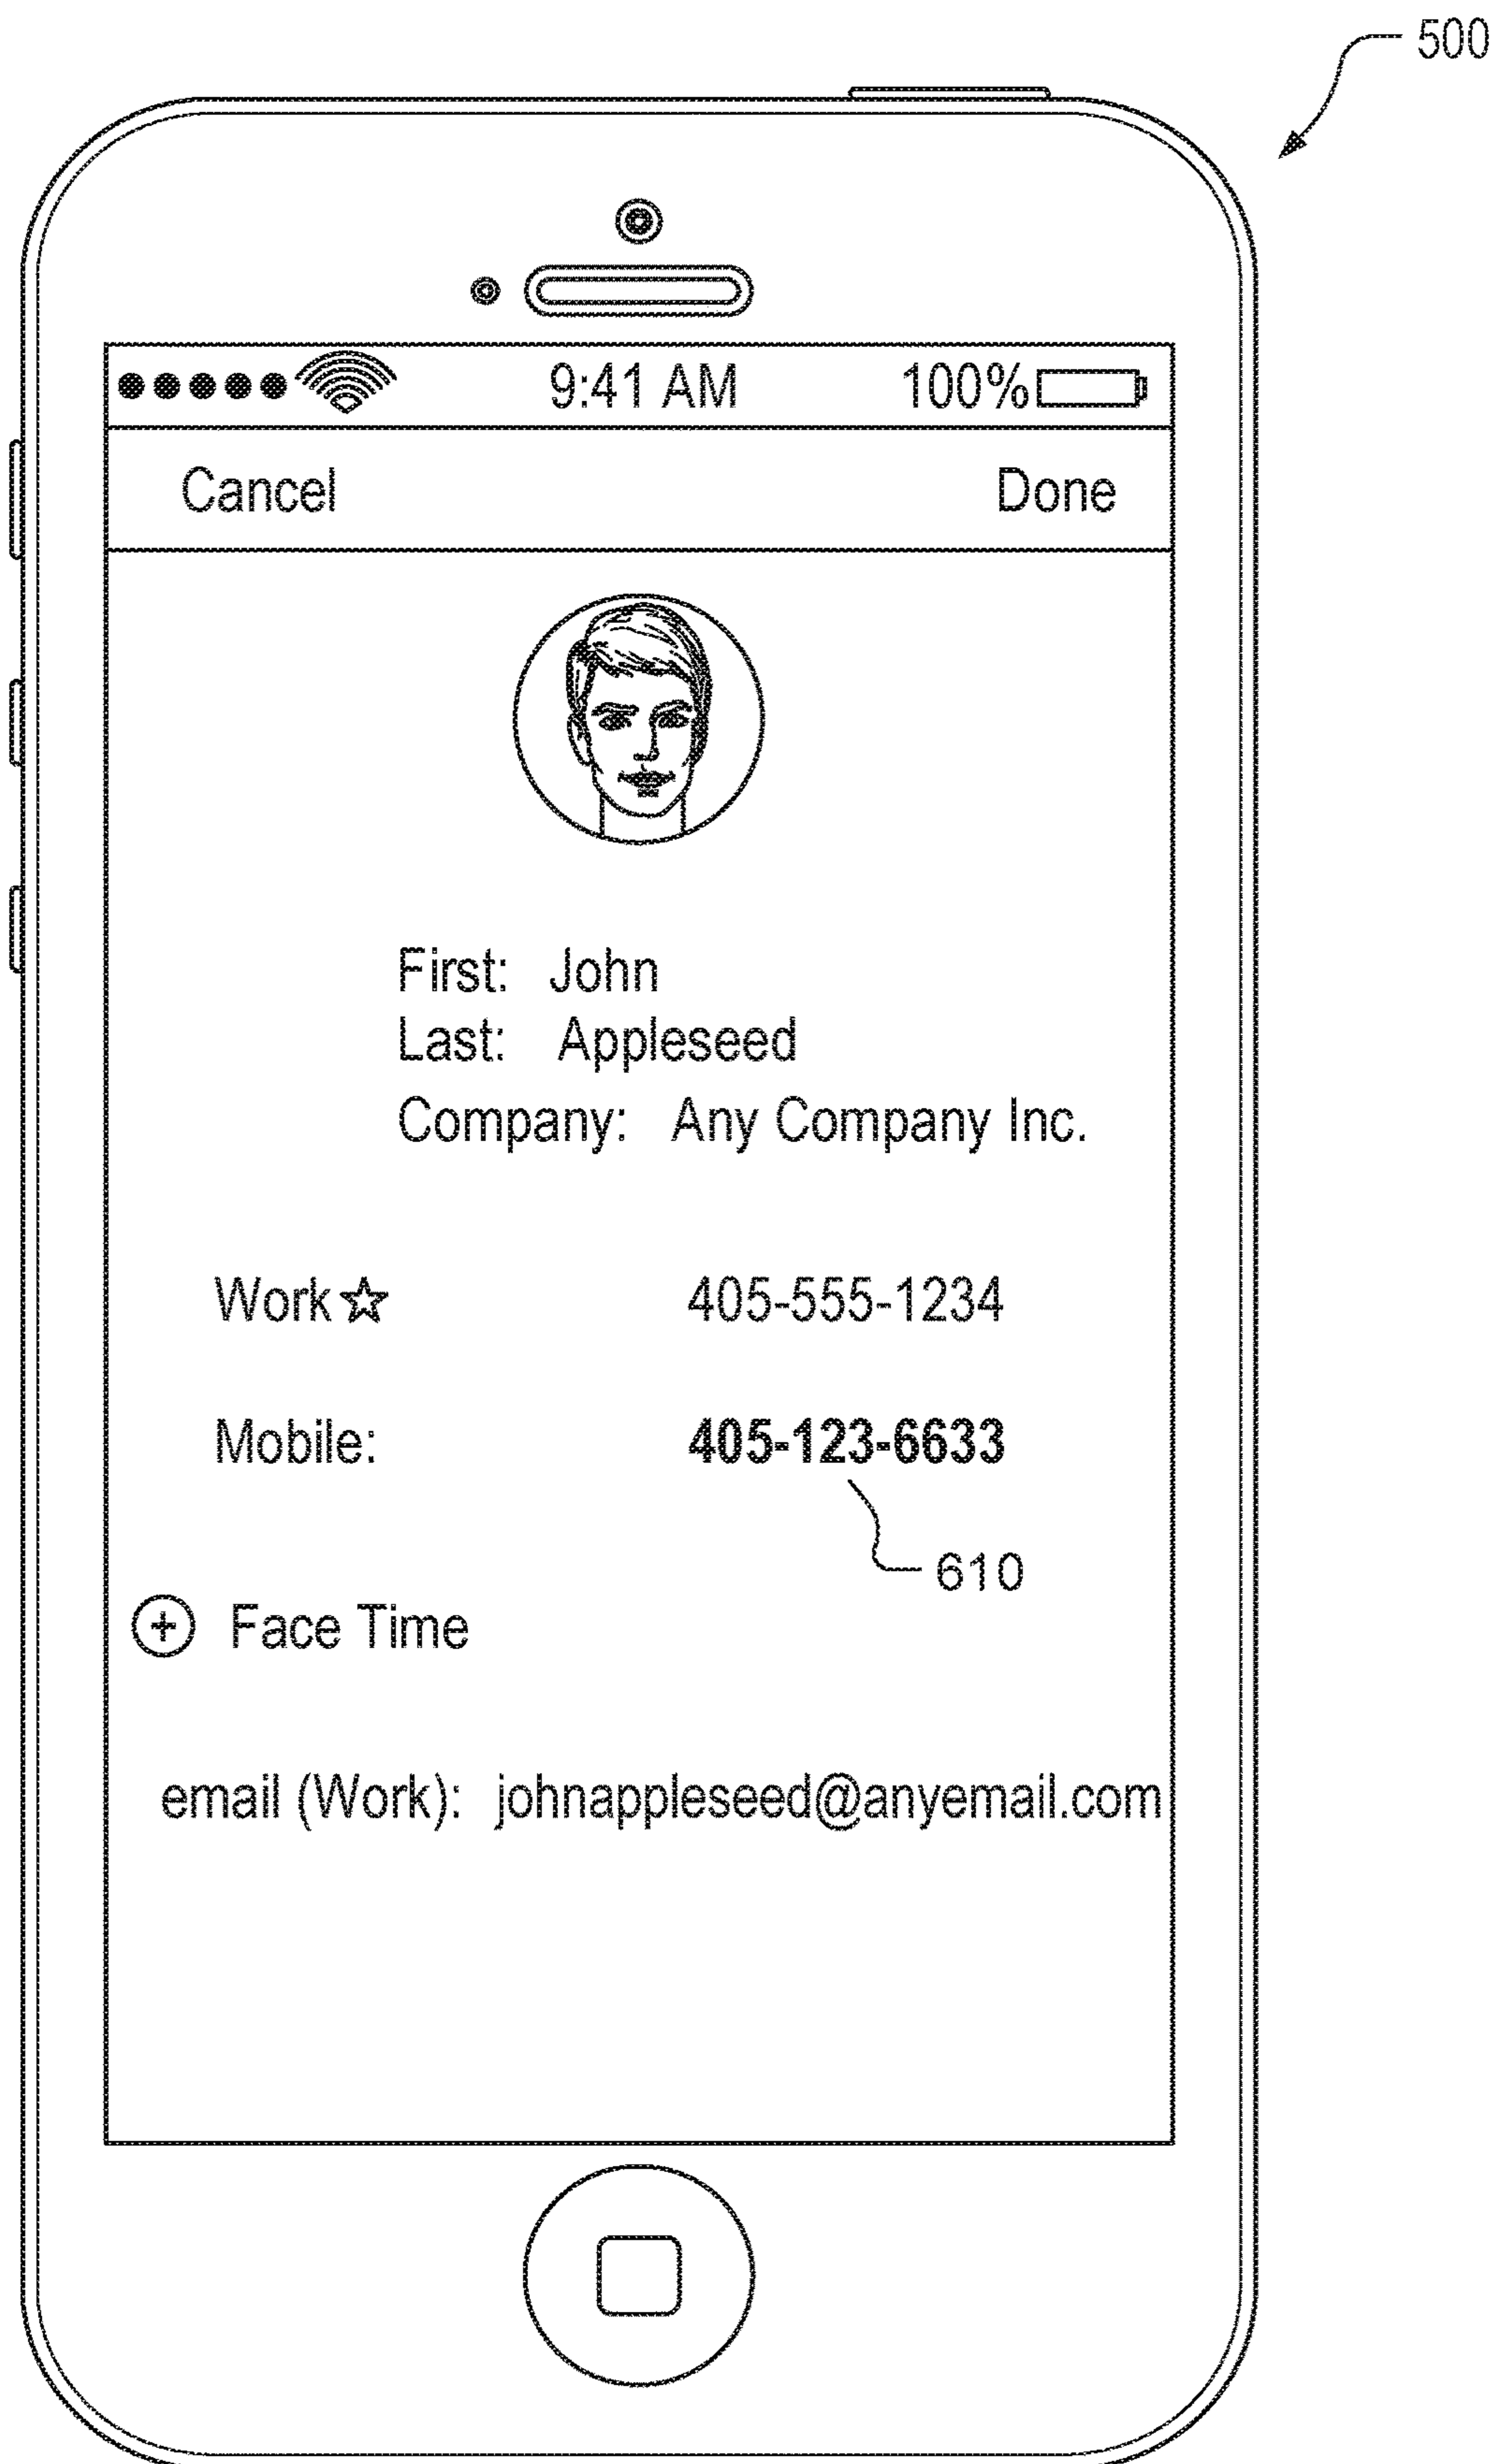 500
9:41 AM 100%
Cancel Done
First: John
Last: Appleseed
Company: Any Company Inc.
Work☆ 405-555-1234
Mobile: 405-123-6633
610
Face Time
email (Work): johnappleseed@anyemail.com